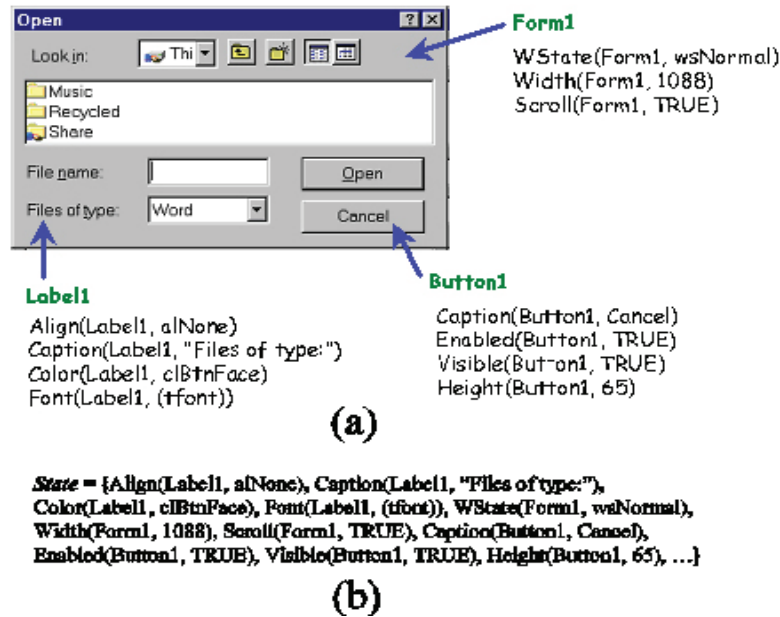 Open
Form1
Look in:
Thi
WState(Form1, wsNormal)
Width(Form1, 1088)
Scroll(Form1, TRUE)
Music
Recycled
Share
File name:
Open
Files of type:
Word
Cancel
Label1
Align(Label1, alNone)
Caption(Label1, "Files of type:")
Color(Label1, clBtnFace)
Font(Label1, (tfont))
Button1
Caption(Button1, Cancel)
Enabled(Button1, TRUE)
Visible(Button1, TRUE)
Height(Button1, 65)
(a)
State = {Align(Label1, alNone), Caption(Label1, "Files of type:"),
Color(Label1, clBtnFace), Font(Label1, (tfont)), WState(Form1, wsNormal),
Width(Form1, 1088), Scroll(Form1, TRUE), Caption(Button1, Cancel),
Enabled(Button1, TRUE), Visible(Button1, TRUE), Height(Button1, 65), ...}
(b)